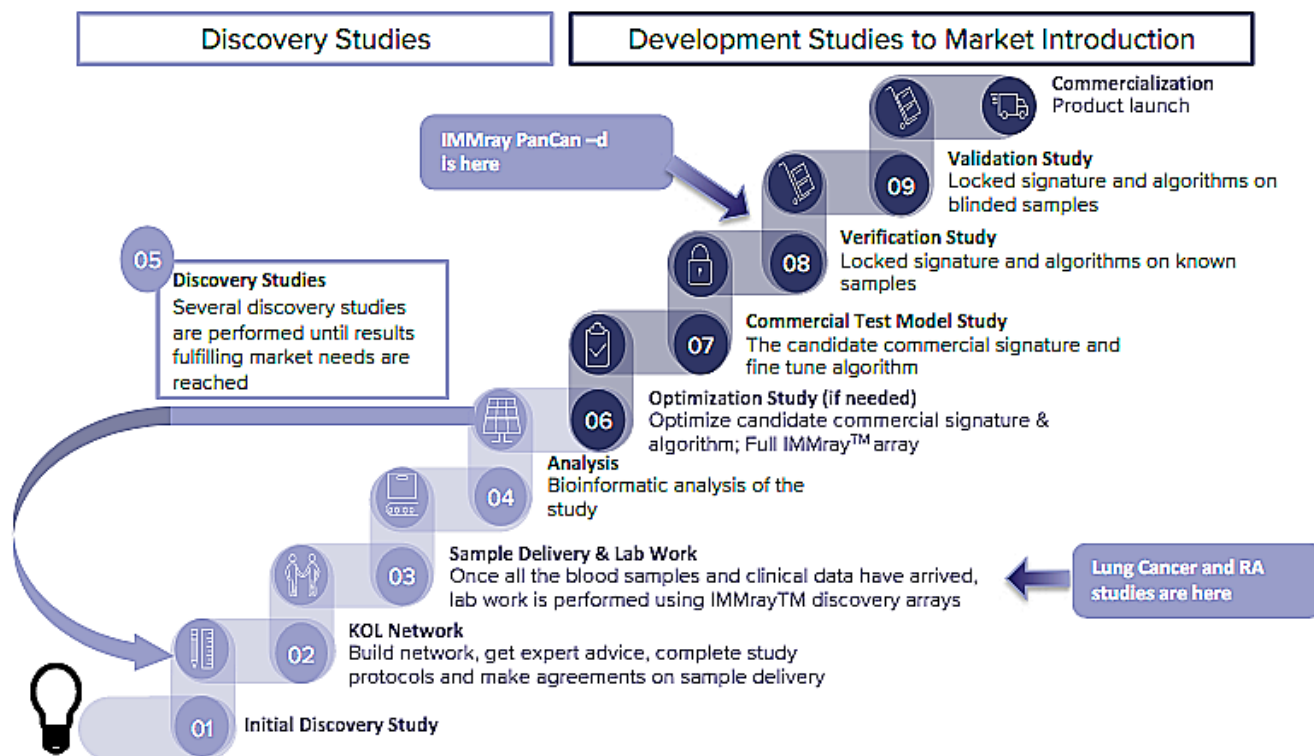 Discovery Studies
Development Studies to Market Introduction
Commercialization
Product launch
IMMray PanCan –d
is here
09
Validation Study
Locked signature and algorithms on
blinded samples
08
Verification Study
Locked signature and algorithms on known
samples
05
Discovery Studies
Several discovery studies
are performed until results
fulfilling market needs are
reached
07
Commercial Test Model Study
The candidate commercial signature and
fine tune algorithm
06
Optimization Study (if needed)
Optimize candidate commercial signature &
algorithm; Full IMMray™ array
04
Analysis
Bioinformatic analysis of the
study
03
Sample Delivery & Lab Work
Once all the blood samples and clinical data have arrived,
lab work is performed using IMMrayTM discovery arrays
Lung Cancer and RA
studies are here
02
KOL Network
Build network, get expert advice, complete study
protocols and make agreements on sample delivery
01
Initial Discovery Study